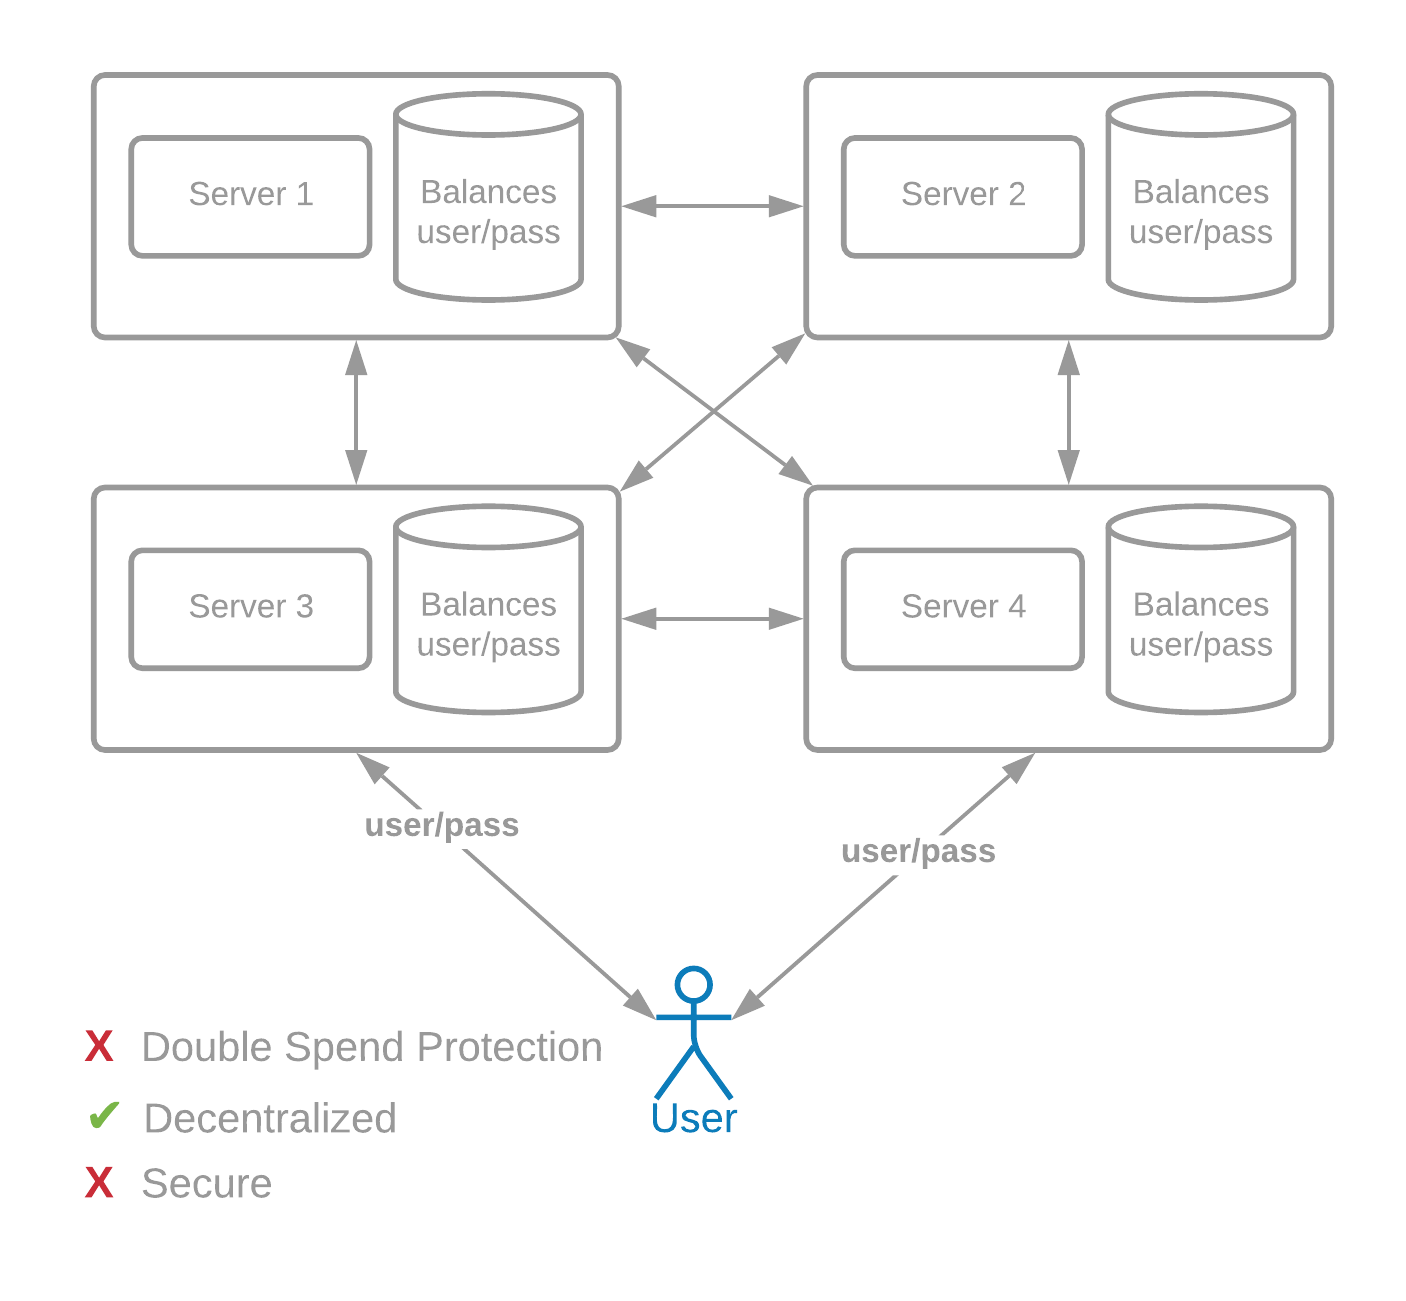 Server 1
Balances
user/pass
Server 2
Balances
user/pass
Server 3
Balances
user/pass
Server 4
Balances
user/pass
user/pass
user/pass
X Double Spend Protection
✔ Decentralized
X Secure
User